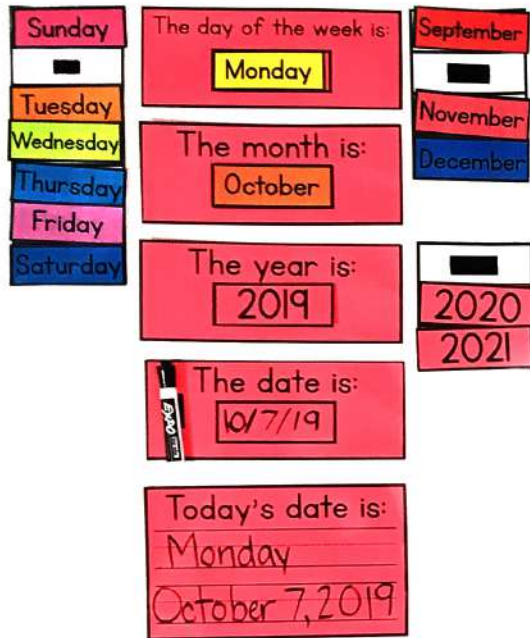 Sunday
Tuesday
Wednesday
Thursday
Friday
Saturday
The day of the week is:
Monday
The month is:
October
The year is:
2019
The date is:
EXPO
10/7/19
Today's date is:
Monday
October 7, 2019
September
November
December
2020
2021